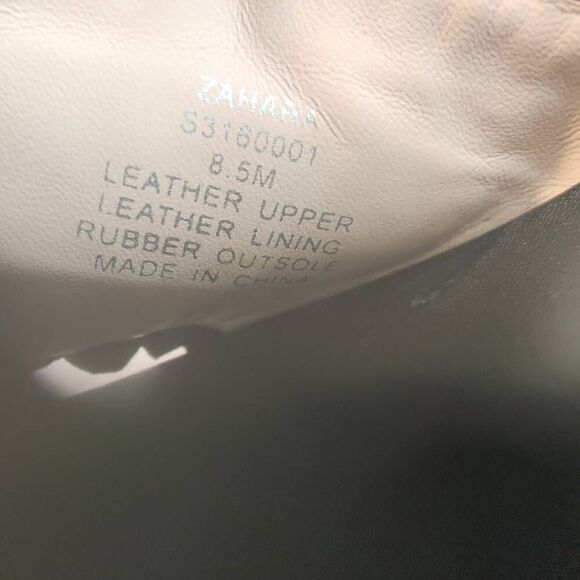 ZAHARA
S3160001
8.5M
LEATHER UPPER
LEATHER LINING
RUBBER OUTSOLE
MADE IN CHINA